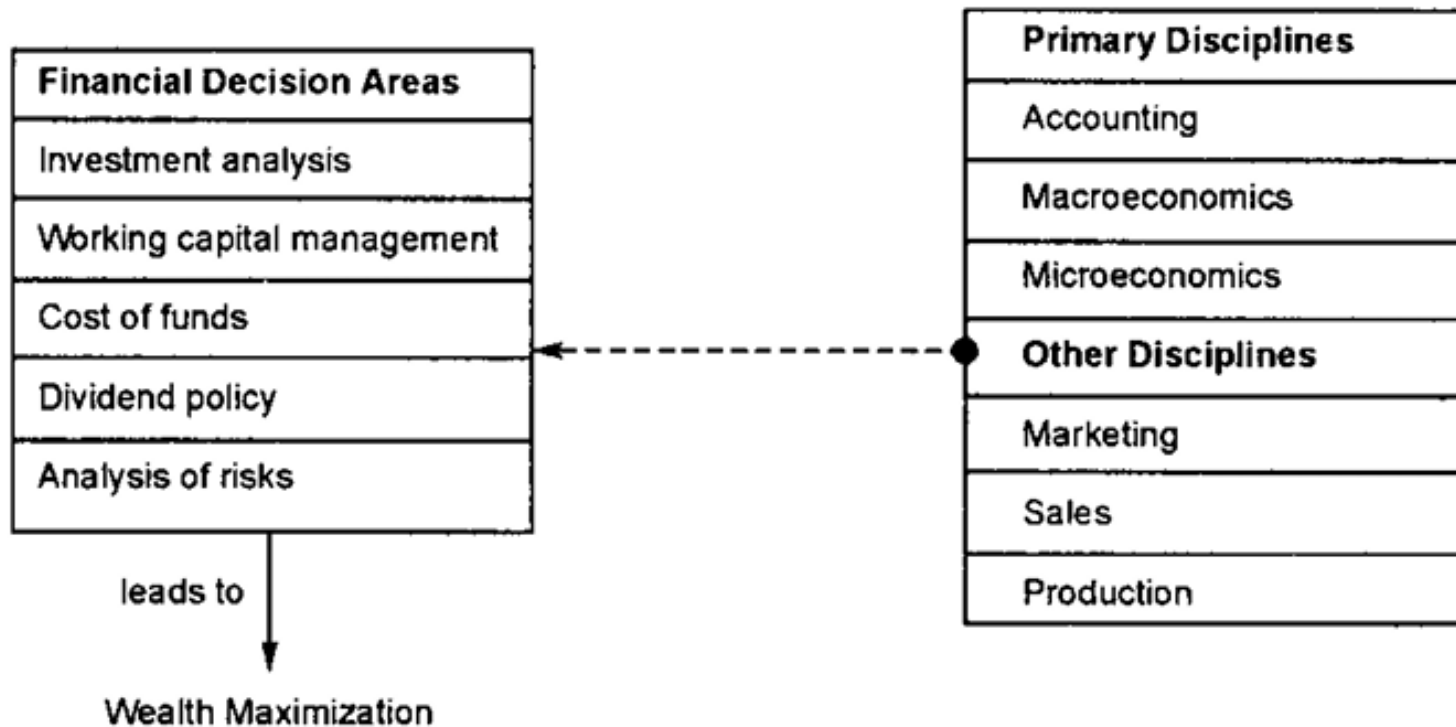 Financial Decision Areas
Investment analysis
Working capital management
Cost of funds
Dividend policy
Analysis of risks
leads to
Wealth Maximization
Primary Disciplines
Accounting
Macroeconomics
Microeconomics
Other Disciplines
Marketing
Sales
Production